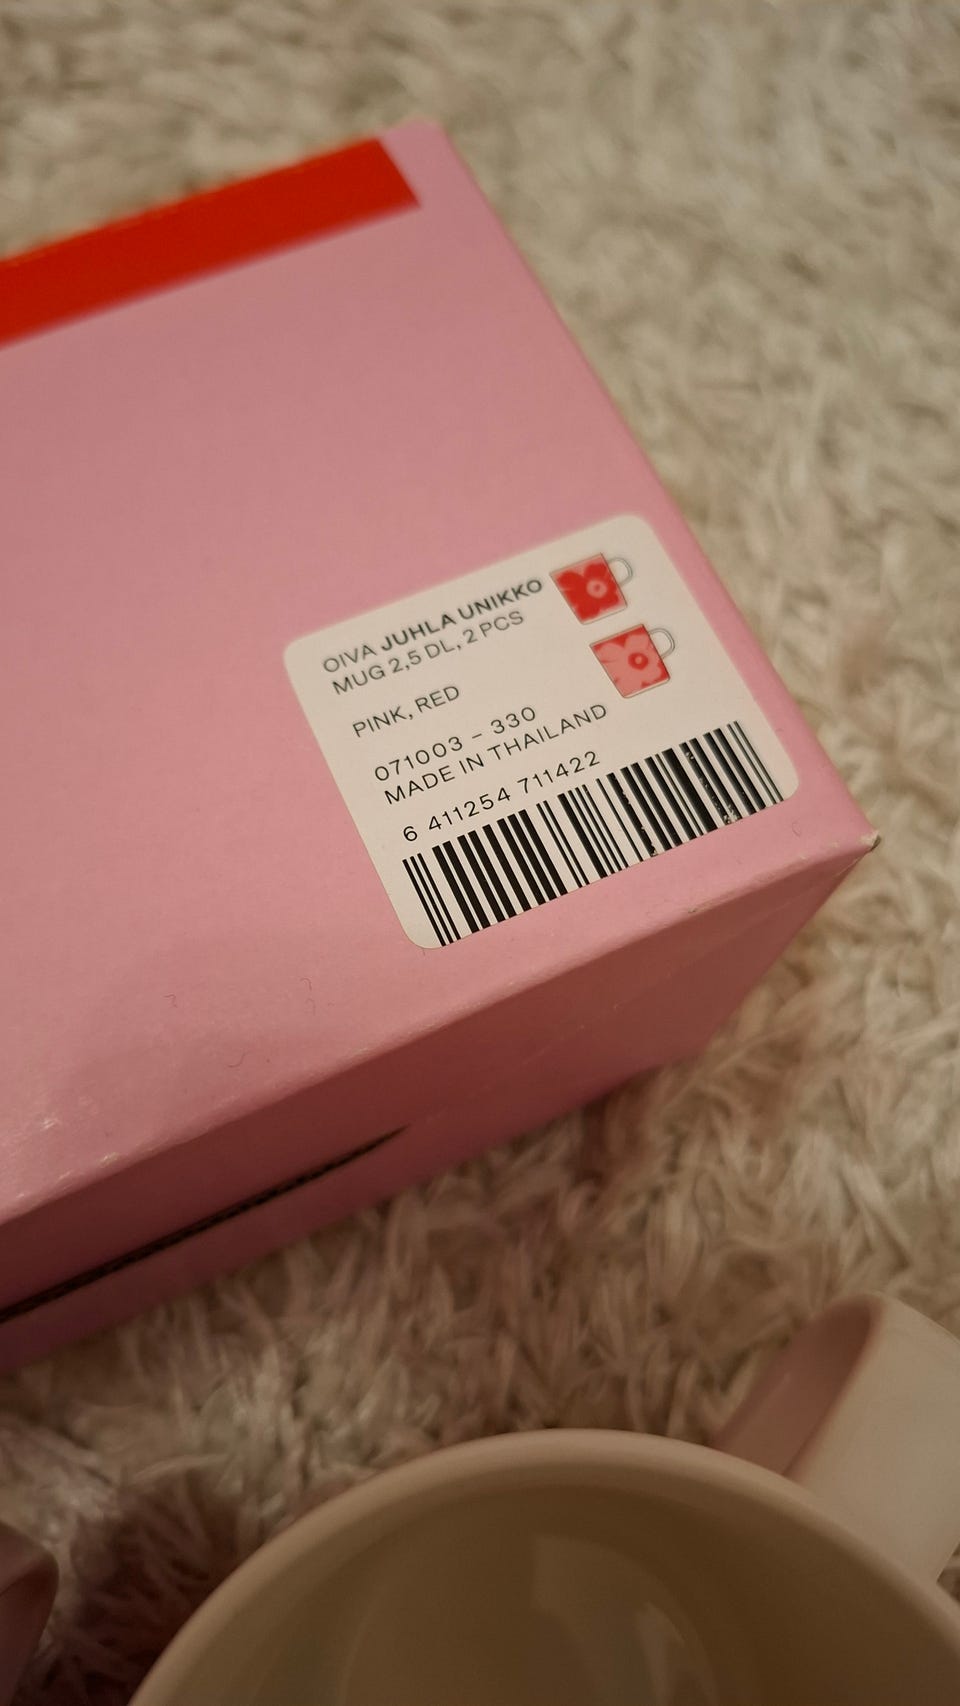 OIVA JUHLA UNIKKO
MUG 2,5 DL, 2 PCS
PINK, RED
071003 – 330
MADE IN THAILAND
6 411254 711422